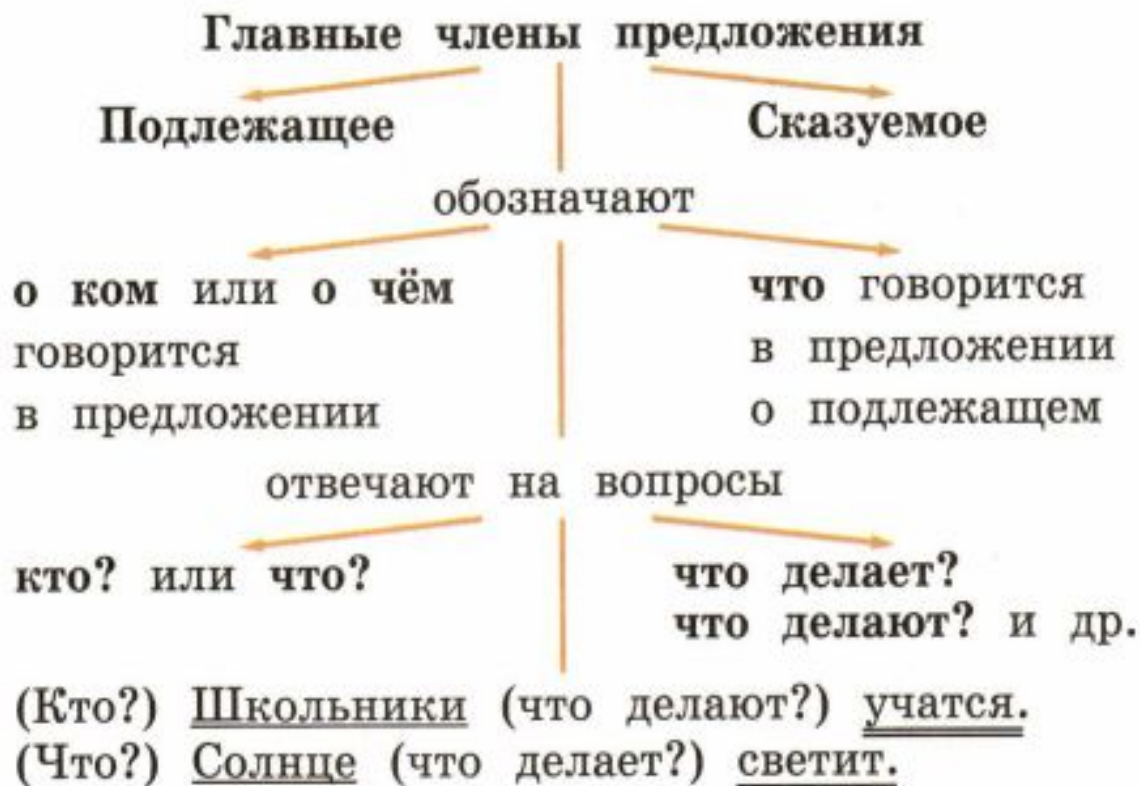 Главные члены предложения
Подлежащее
Сказуемое
обозначают
о ком или о чём
говорится
в предложении
что говорится
в предложении
о подлежащем
отвечают на вопросы
кто? или что?
что делает?
что делают? и др.
(Кто?) Школьники (что делают?) учатся.
(Что?) Солнце (что делает?) светит.